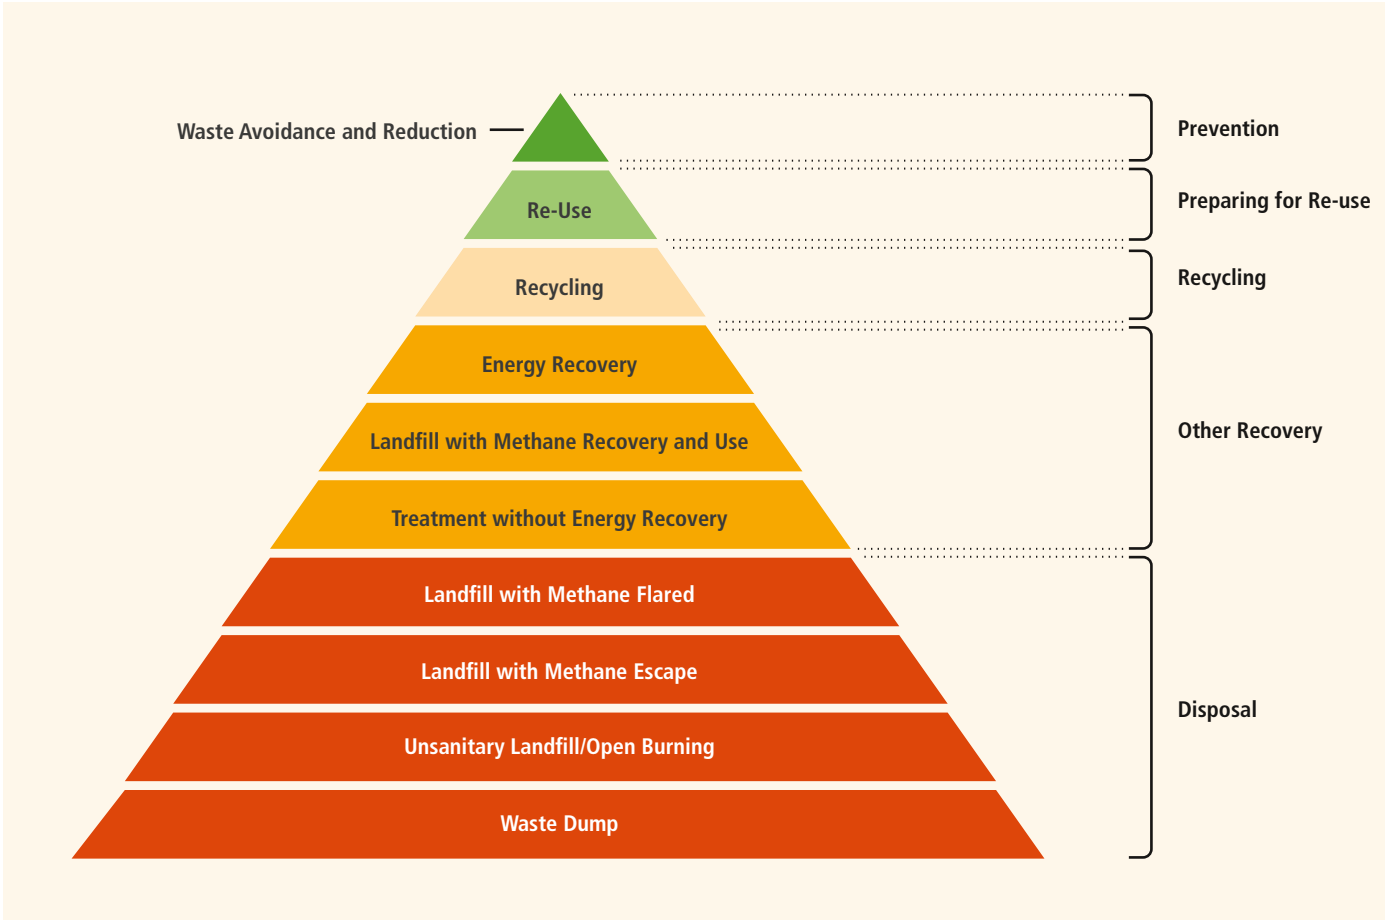 Waste Avoidance and Reduction
Prevention
Re-Use
Preparing for Re-use
Recycling
Recycling
Energy Recovery
Landfill with Methane Recovery and Use
Other Recovery
Treatment without Energy Recovery
Landfill with Methane Flared
Landfill with Methane Escape
Disposal
Unsanitary Landfill/Open Burning
Waste Dump